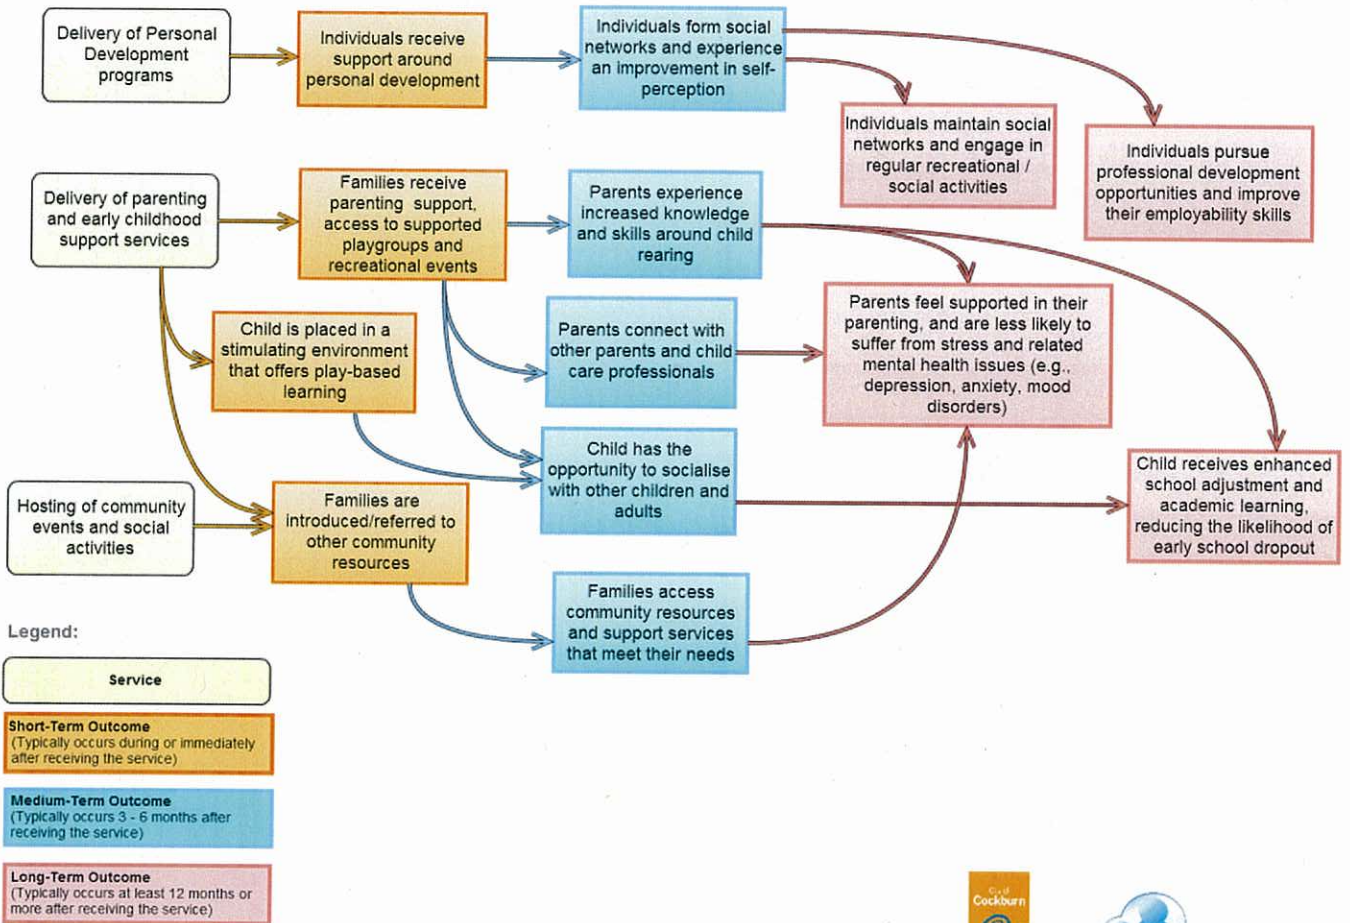 Delivery of Personal
Development
programs
Individuals receive
support around
personal development
Individuals form social
networks and experience
an improvement in self-
perception
Individuals maintain social
networks and engage in
regular recreational /
social activities
Individuals pursue
professional development
opportunities and improve
their employability skills
Delivery of parenting
and early childhood
support services
Families receive
parenting support,
access to supported
playgroups and
recreational events
Parents experience
increased knowledge
and skills around child
rearing
Child is placed in a
stimulating environment
that offers play-based
learning
Parents connect with
other parents and child
care professionals
Parents feel supported in their
parenting, and are less likely to
suffer from stress and related
mental health issues (e.g.,
depression, anxiety, mood
disorders)
Child has the
opportunity to socialise
with other children and
adults
Child receives enhanced
school adjustment and
academic learning,
reducing the likelihood of
early school dropout
Hosting of community
events and social
activities
Families are
introduced/referred to
other community
resources
Families access
community resources
and support services
that meet their needs
Legend:
Service
Short-Term Outcome
(Typically occurs during or immediately
after receiving the service)
Medium-Term Outcome
(Typically occurs 3 - 6 months after
receiving the service)
Long-Term Outcome
(Typically occurs at least 12 months or
more after receiving the service)
City of
Cockburn